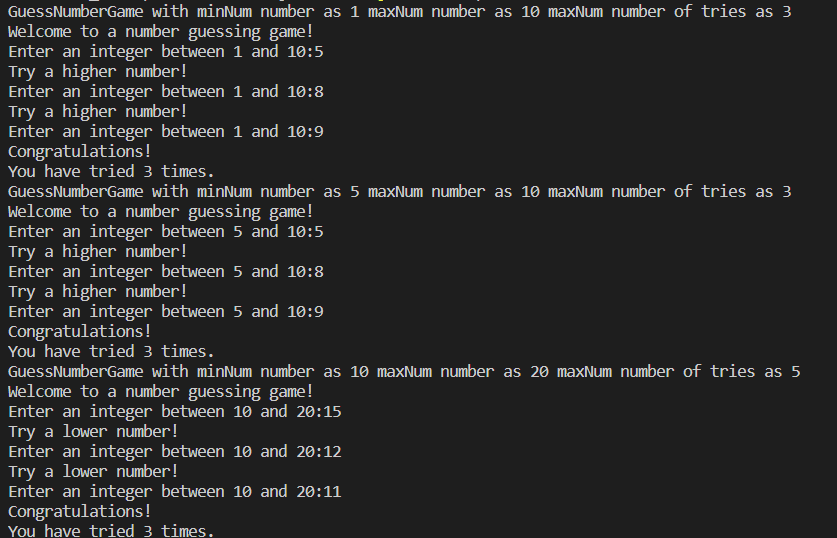 GuessNumberGame with minNum number as 1 maxNum number as 10 maxNum number of tries as 3
Welcome to a number guessing game!
Enter an integer between 1 and 10:5
Try a higher number!
Enter an integer between 1 and 10:8
Try a higher number!
Enter an integer between 1 and 10:9
Congratulations!
You have tried 3 times.
GuessNumberGame with minNum number as 5 maxNum number as 10 maxNum number of tries as 3
Welcome to a number guessing game!
Enter an integer between 5 and 10:5
Try a higher number!
Enter an integer between 5 and 10:8
Try a higher number!
Enter an integer between 5 and 10:9
Congratulations!
You have tried 3 times.
GuessNumberGame with minNum number as 10 maxNum number as 20 maxNum number of tries as 5
Welcome to a number guessing game!
Enter an integer between 10 and 20:15
Try a lower number!
Enter an integer between 10 and 20:12
Try a lower number!
Enter an integer between 10 and 20:11
Congratulations!
You have tried 3 times.